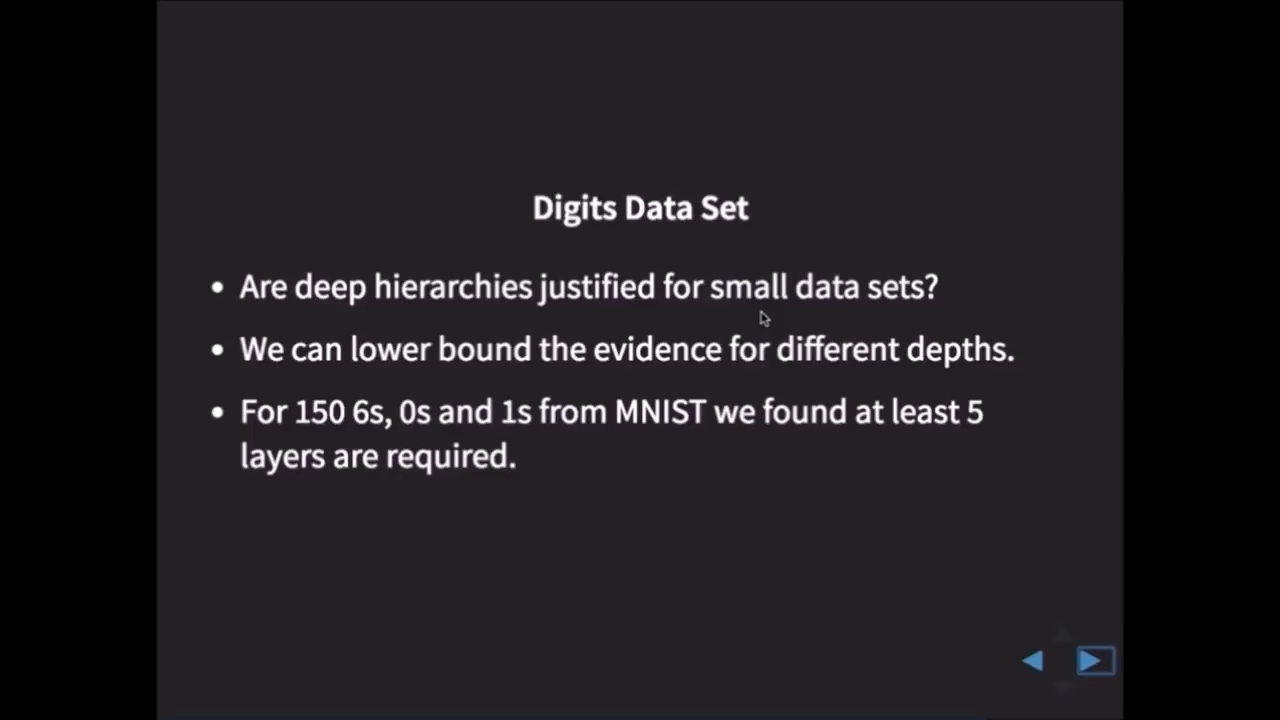 Digits Data Set
• Are deep hierarchies justified for small data sets?
• We can lower bound the evidence for different depths.
• For 150 6s, 0s and 1s from MNIST we found at least 5
layers are required.